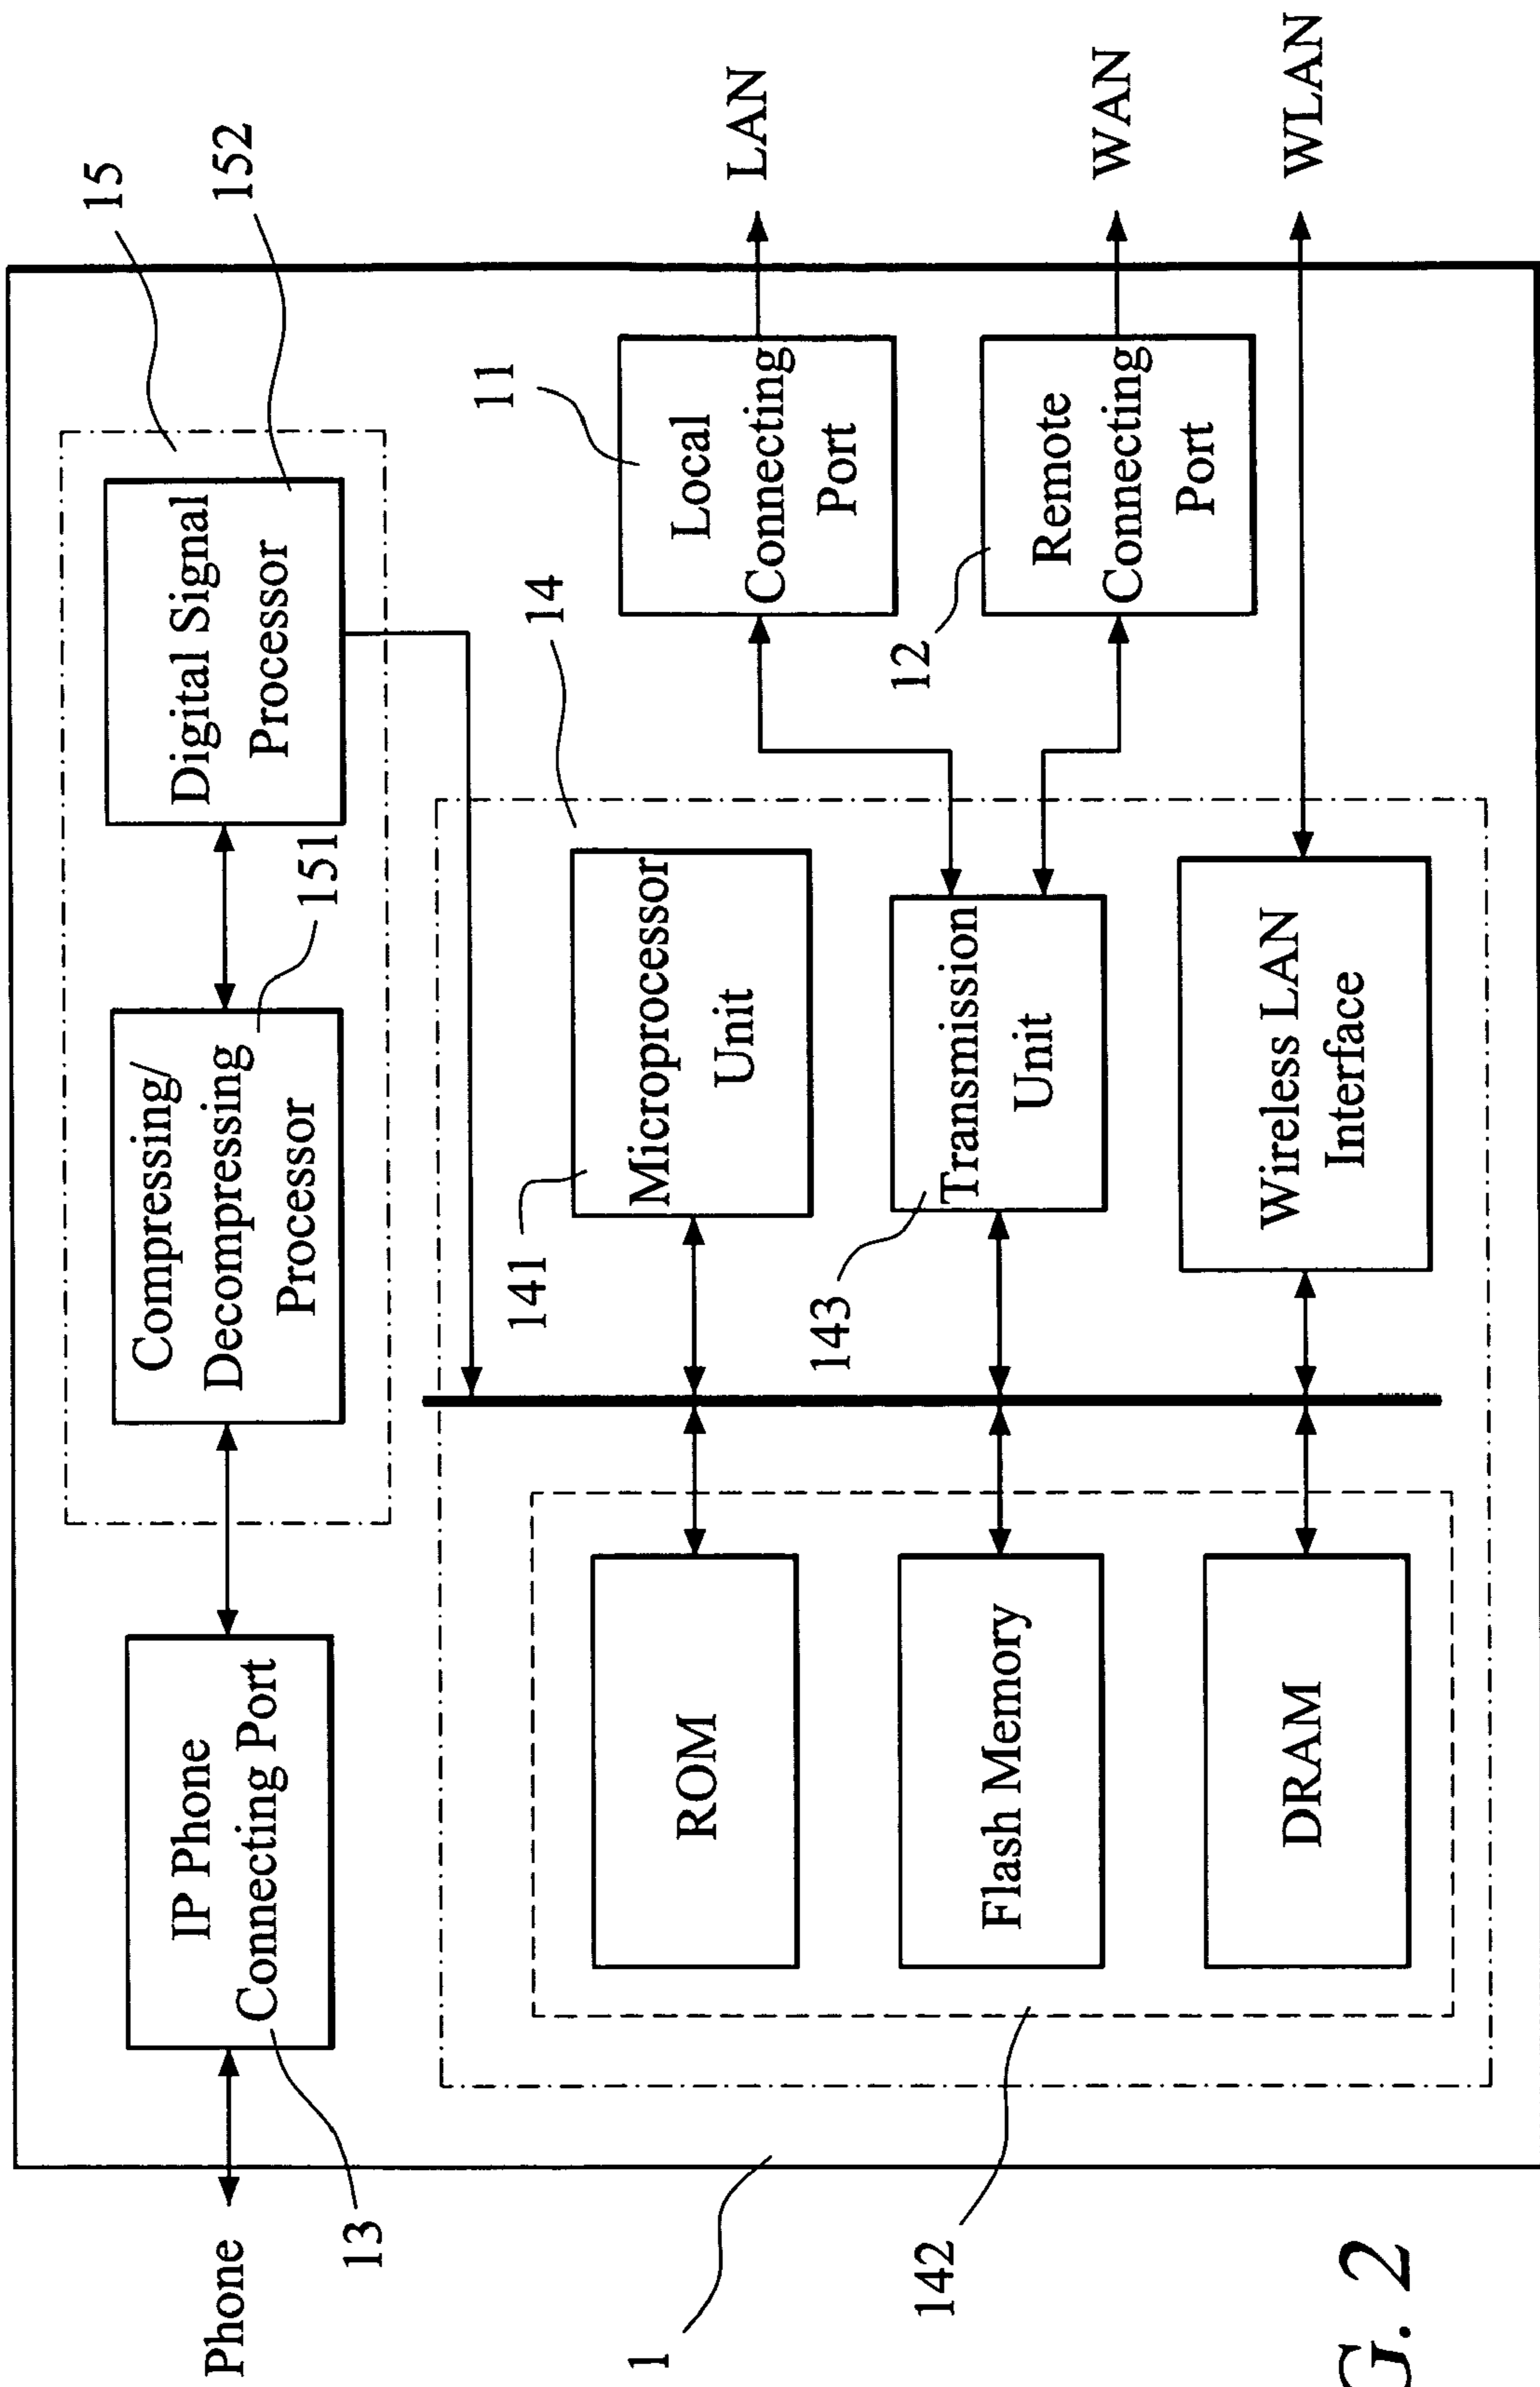 Phone
13
IP Phone
Connecting Port
Compressing/
Decompressing
Processor
151
Digital Signal
Processor
15
152
1
142
ROM
Flash Memory
DRAM
141
Microprocessor
Unit
14
143
Transmission
Unit
Wireless LAN
Interface
11
Local
Connecting
Port
12
Remote
Connecting
Port
LAN
WAN
WLAN
G. 2